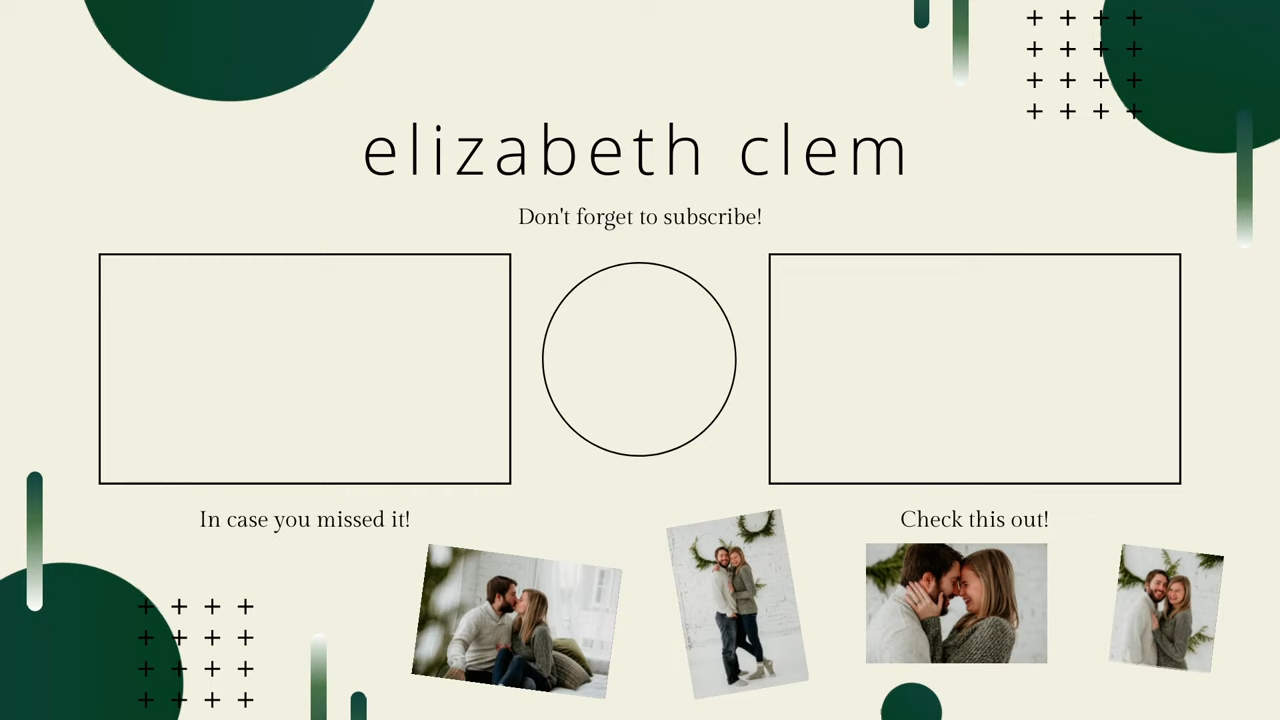 elizabeth clem
Don't forget to subscribe!
In case you missed it!
Check this out!